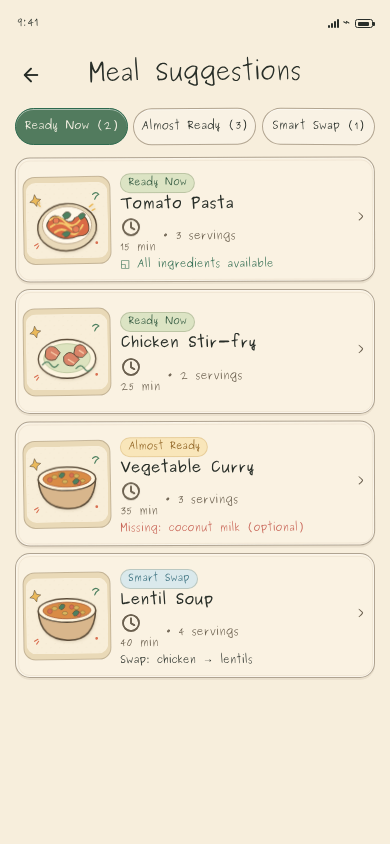 9:41
Meal Suggestions
Ready Now (2)
Almost Ready (3)
Smart Swap (1)
Ready Now
Tomato Pasta
15 min • 3 servings
All ingredients available
Ready Now
Chicken Stir-fry
25 min • 2 servings
Almost Ready
Vegetable Curry
35 min • 3 servings
Missing: coconut milk (optional)
Smart Swap
Lentil Soup
40 min • 4 servings
Swap: chicken → lentils